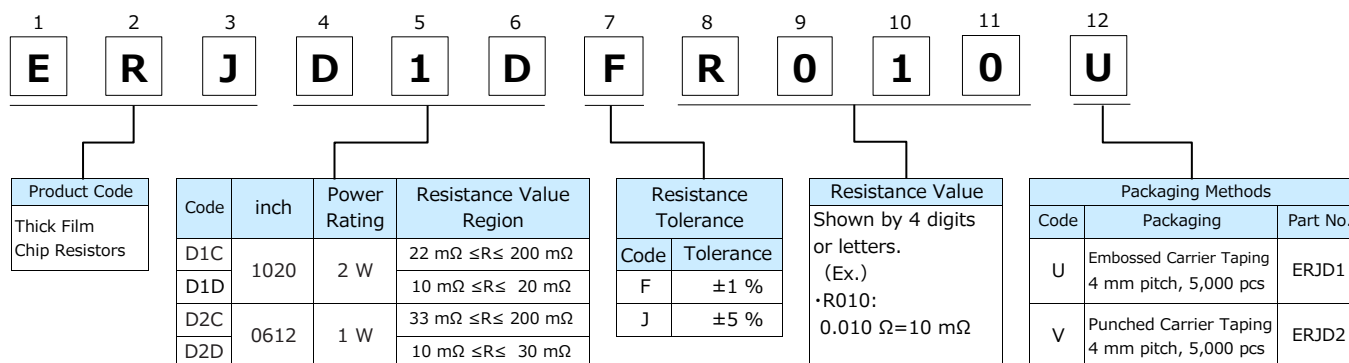 1 2 3 4 5 6 7 8 9 10 11 12
E R J D 1 D F R 0 1 0 U
Product Code
Thick Film
Chip Resistors
Code inch Power Rating Resistance Value Region
D1C 1020 2 W 22 mΩ ≤R≤ 200 mΩ
D1D 10 mΩ ≤R≤ 20 mΩ
D2C 0612 1 W 33 mΩ ≤R≤ 200 mΩ
D2D 10 mΩ ≤R≤ 30 mΩ
Resistance
Tolerance
Code Tolerance
F ±1 %
J ±5 %
Resistance Value
Shown by 4 digits
or letters.
(Ex.)
・R010:
0.010 Ω=10 mΩ
Packaging Methods
Code Packaging Part No.
U Embossed Carrier Taping
4 mm pitch, 5,000 pcs ERJD1
V Punched Carrier Taping
4 mm pitch, 5,000 pcs ERJD2